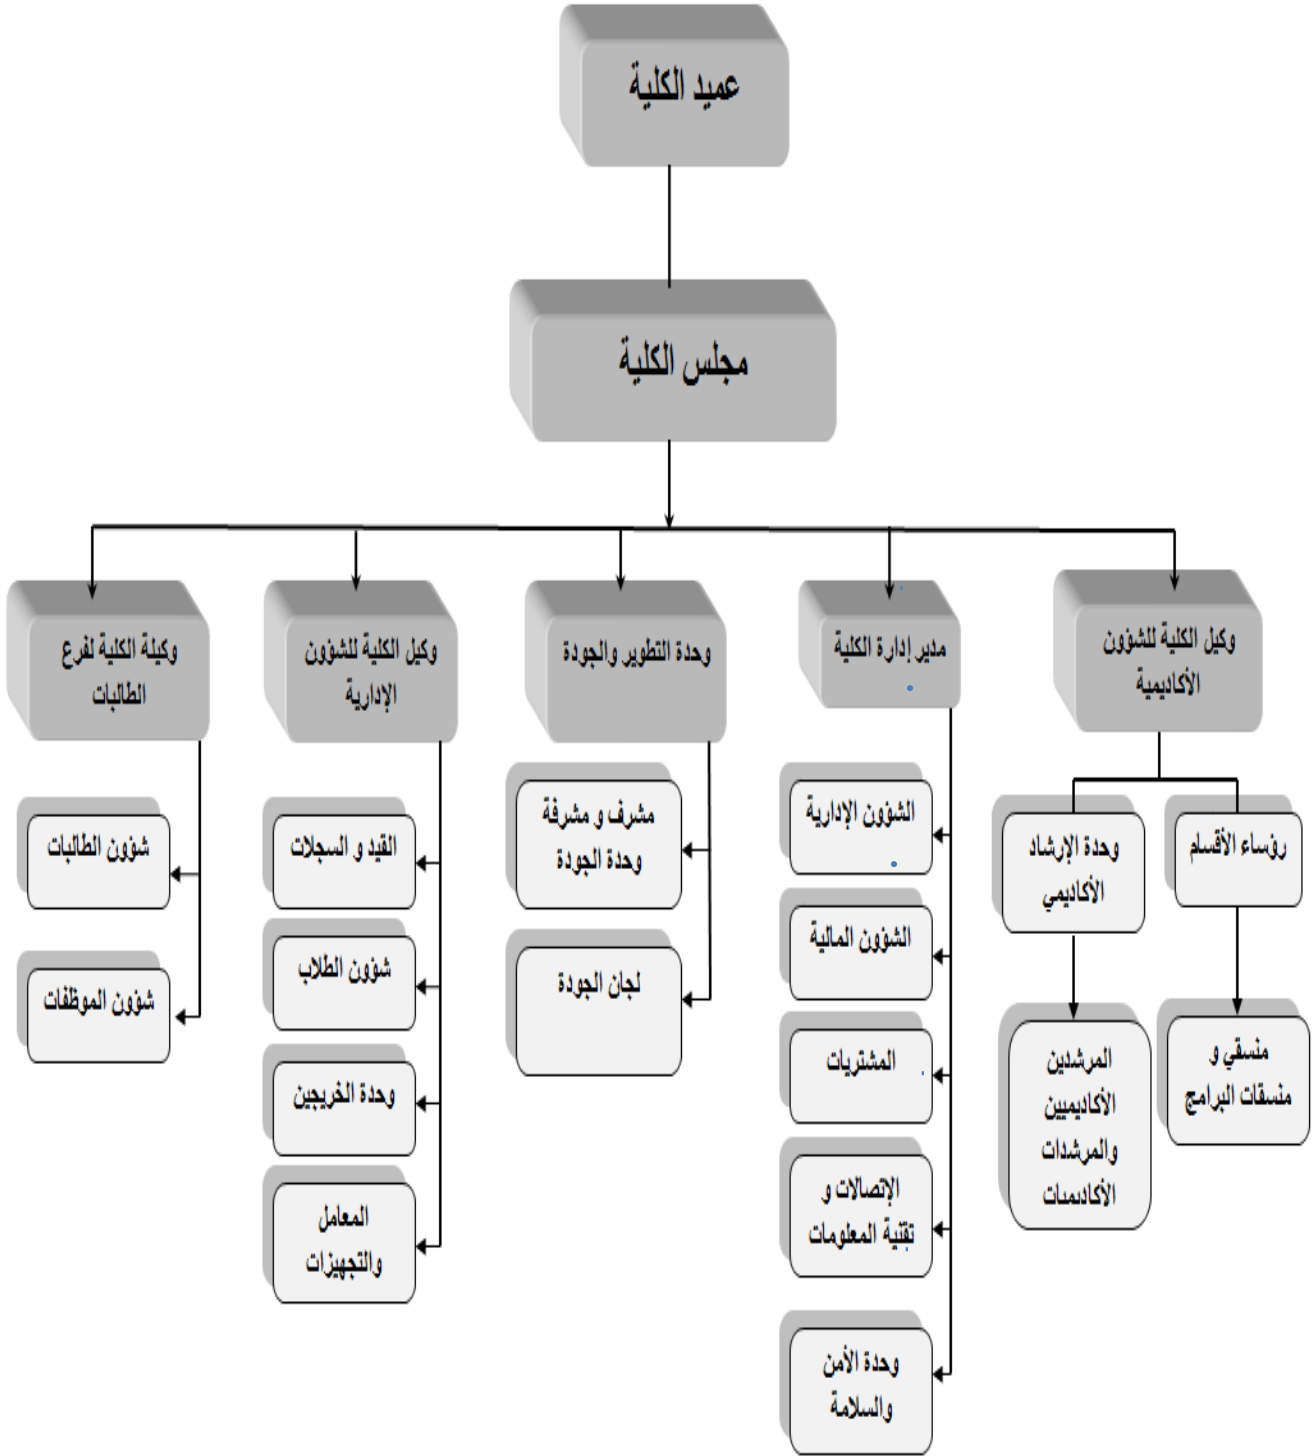 عميد الكلية
مجلس الكلية
وكيل الكلية للشؤون
الأكاديمية
رؤساء الأقسام
منسقي و
منسقات البرامج
وحدة الإرشاد
الأكاديمي
المرشدين
الأكاديميين
والمرشدات
الأكاديميات
مدير إدارة الكلية
الشؤون الإدارية
الشؤون المالية
المشتريات
الإتصالات و
تقنية المعلومات
وحدة الأمن
والسلامة
وحدة التطوير والجودة
مشرف و مشرفة
وحدة الجودة
لجان الجودة
وكيل الكلية للشؤون
الإدارية
القيد و السجلات
شؤون الطلاب
وحدة الخريجين
المعامل
والتجهيزات
وكيلة الكلية لفرع
الطالبات
شؤون الطالبات
شؤون الموظفات